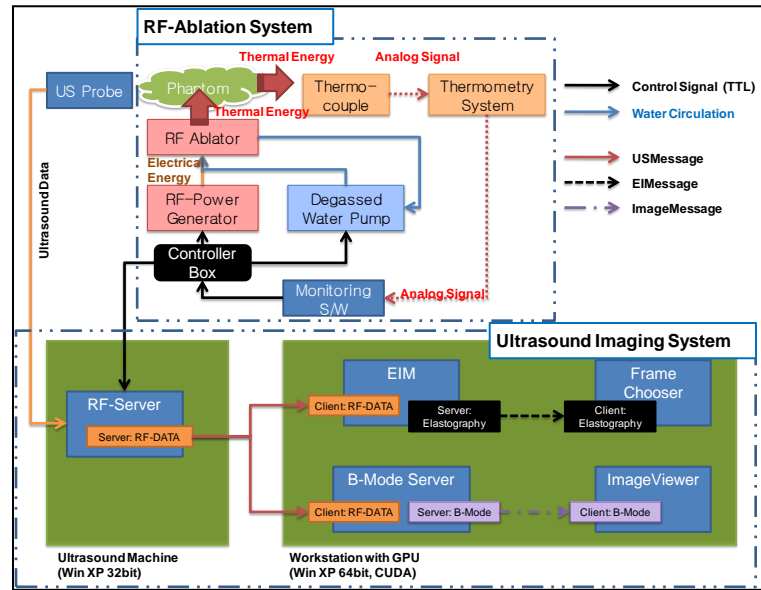 RF-Ablation System
Thermal Energy
Analog Signal
US Probe
Phantom
Thermo-
couple
Thermometry
System
Control Signal (TTL)
Water Circulation
Thermal Energy
RF Ablator
USMessage
EIMessage
ImageMessage
Electrical
Energy
RF-Power
Generator
Degassed
Water Pump
Ultrasound Data
Controller
Box
Monitoring
S/W
Analog Signal
Ultrasound Imaging System
RF-Server
Server: RF-DATA
EIM
Client: RF-DATA
Server:
Elastography
Frame
Chooser
Client:
Elastography
B-Mode Server
Client: RF-DATA
Server: B-Mode
ImageViewer
Client: B-Mode
Ultrasound Machine
(Win XP 32bit)
Workstation with GPU
(Win XP 64bit, CUDA)